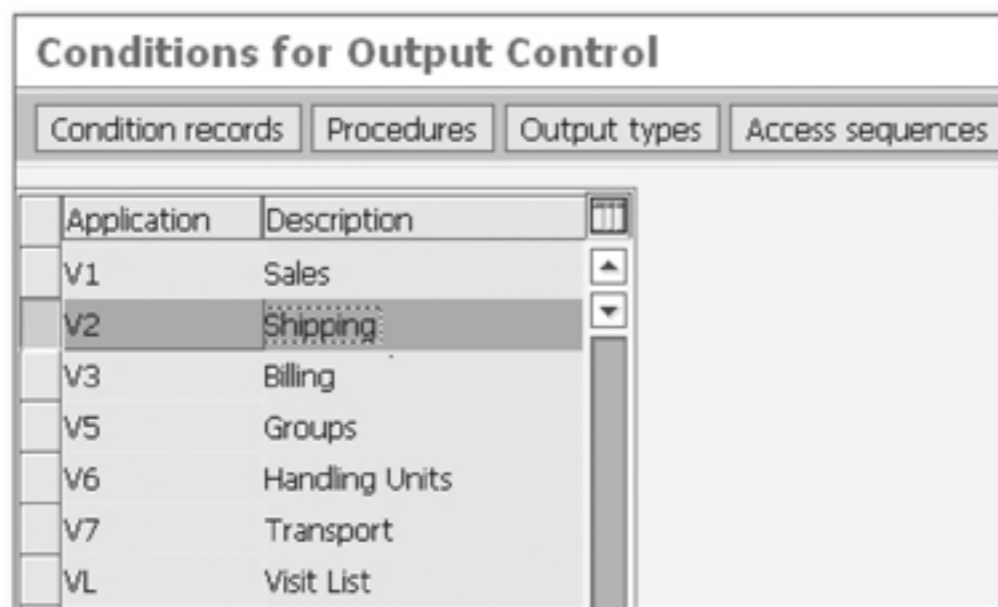 Conditions for Output Control
Condition records Procedures Output types Access sequences
Application Description
V1 Sales
V2 Shipping
V3 Billing
V5 Groups
V6 Handling Units
V7 Transport
VL Visit List